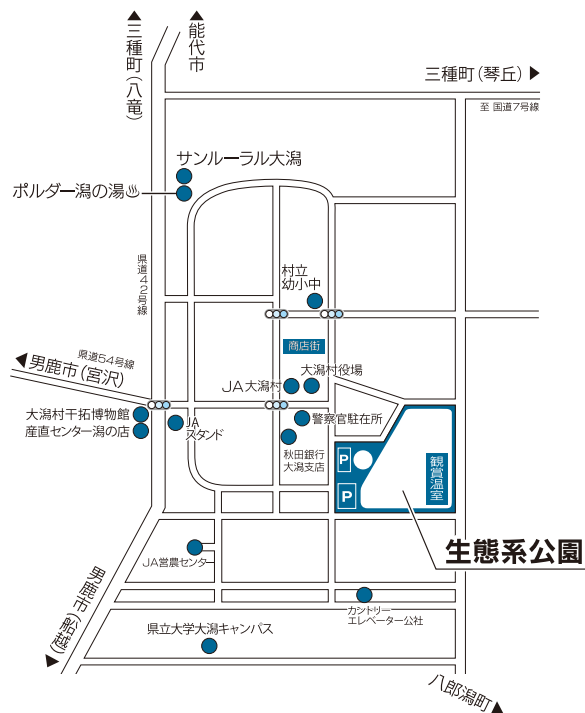 三種町(八竜)
能代市
三種町(琴丘)
至 国道7号線
サンルーラル大潟
ポルダー潟の湯♨
県道42号線
村立
幼小中
商店街
県道54号線
男鹿市(宮沢)
大潟村役場
JA大潟村
大潟村干拓博物館
産直センター潟の店
JA
スタンド
警察官駐在所
秋田銀行
大潟支店
P
P
観賞温室
生態系公園
JA営農センター
男鹿市(船越)
カントリー
エレベーター公社
県立大学大潟キャンパス
八郎潟町